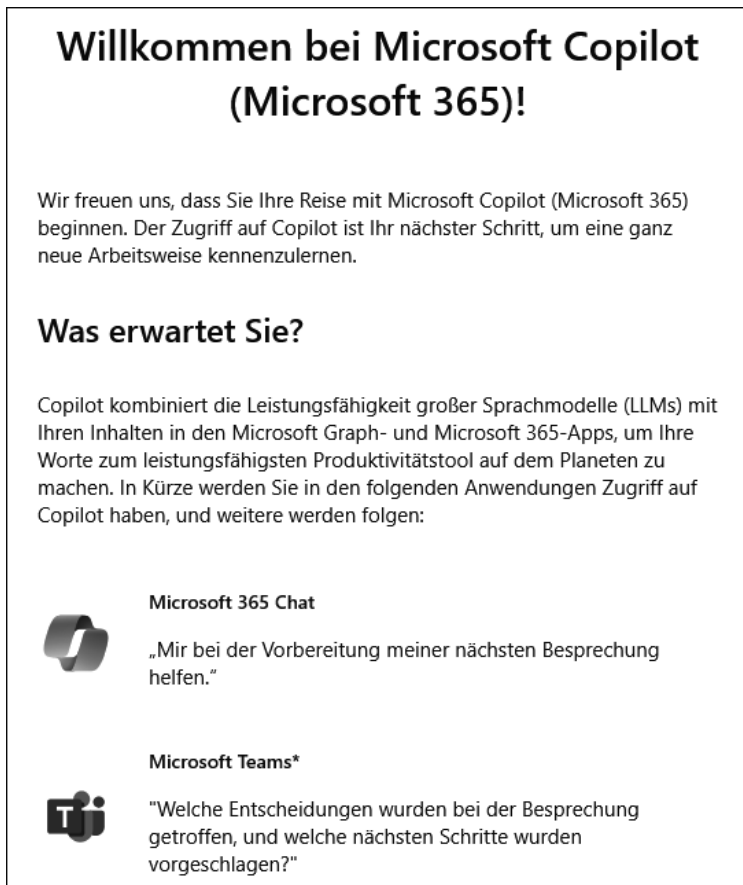 Willkommen bei Microsoft Copilot
(Microsoft 365)!
Wir freuen uns, dass Sie Ihre Reise mit Microsoft Copilot (Microsoft 365)
beginnen. Der Zugriff auf Copilot ist Ihr nächster Schritt, um eine ganz
neue Arbeitsweise kennenzulernen.
Was erwartet Sie?
Copilot kombiniert die Leistungsfähigkeit großer Sprachmodelle (LLMs) mit
Ihren Inhalten in den Microsoft Graph- und Microsoft 365-Apps, um Ihre
Worte zum leistungsfähigsten Produktivitätstool auf dem Planeten zu
machen. In Kürze werden Sie in den folgenden Anwendungen Zugriff auf
Copilot haben, und weitere werden folgen:
Microsoft 365 Chat
„Mir bei der Vorbereitung meiner nächsten Besprechung
helfen.“
Microsoft Teams*
T
"Welche Entscheidungen wurden bei der Besprechung
getroffen, und welche nächsten Schritte wurden
vorgeschlagen?"